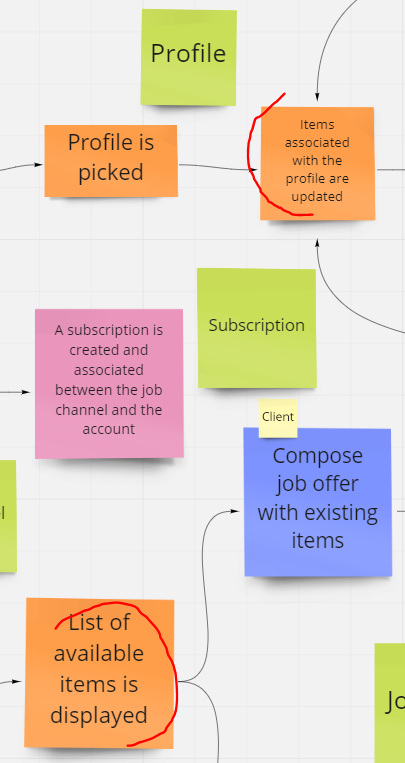 Profile
Profile is
picked
Items
associated
with the
profile are
updated
Subscription
A subscription is
created and
associated
between the job
channel and the
account
Client
Compose
job offer
with existing
items
List of
available
items is
displayed